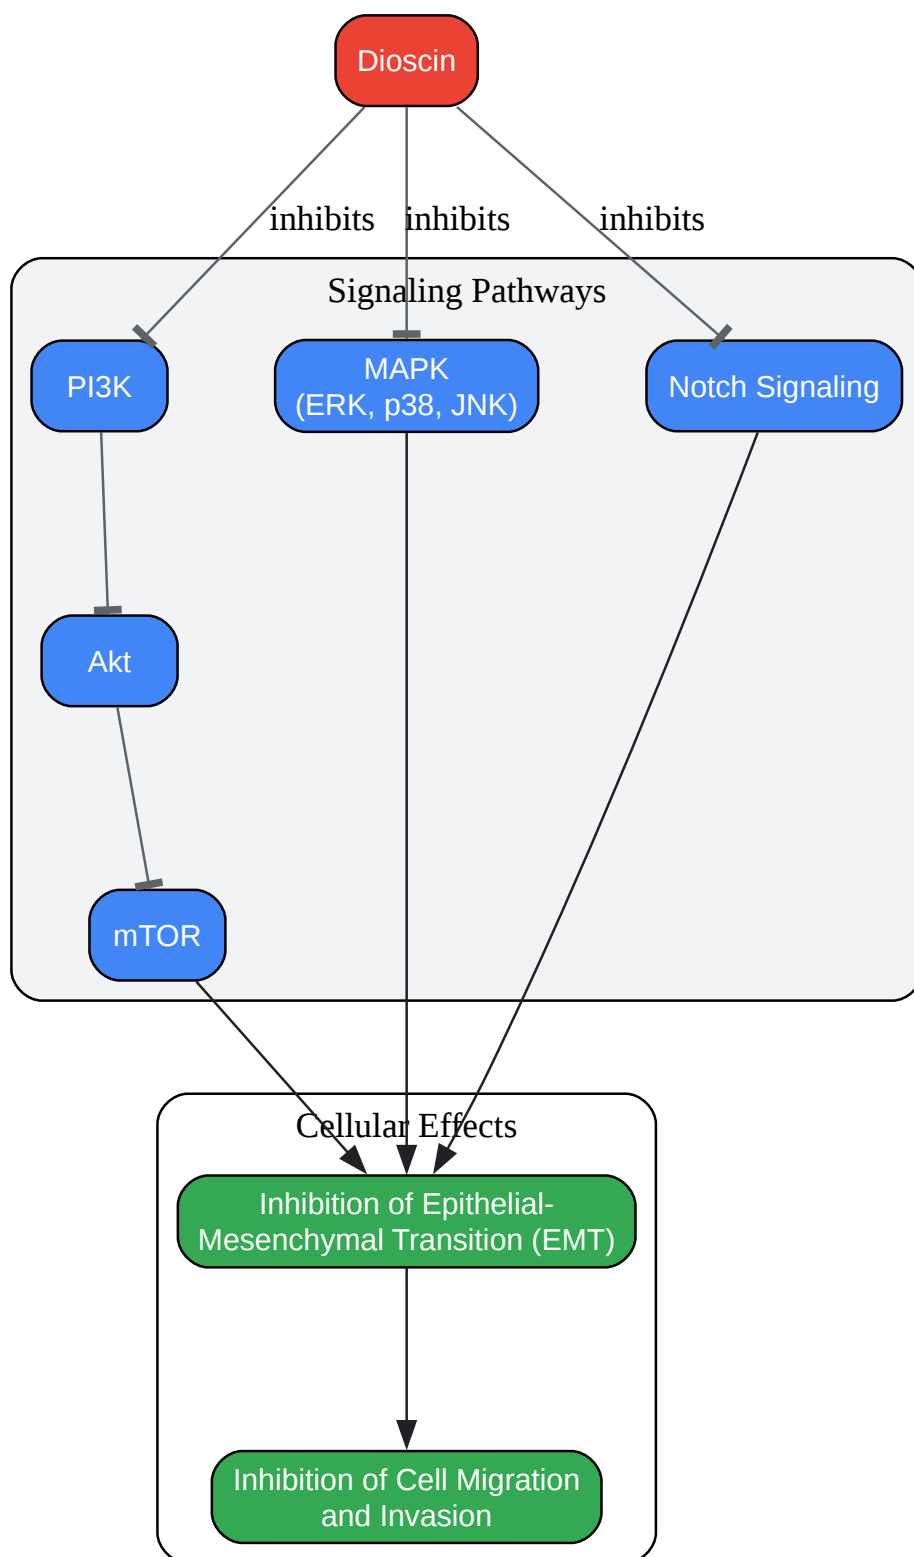 Dioscin
inhibits
inhibits
inhibits
Signaling Pathways
PI3K
MAPK
(ERK, p38, JNK)
Notch Signaling
Akt
mTOR
Cellular Effects
Inhibition of Epithelial-
Mesenchymal Transition (EMT)
Inhibition of Cell Migration
and Invasion